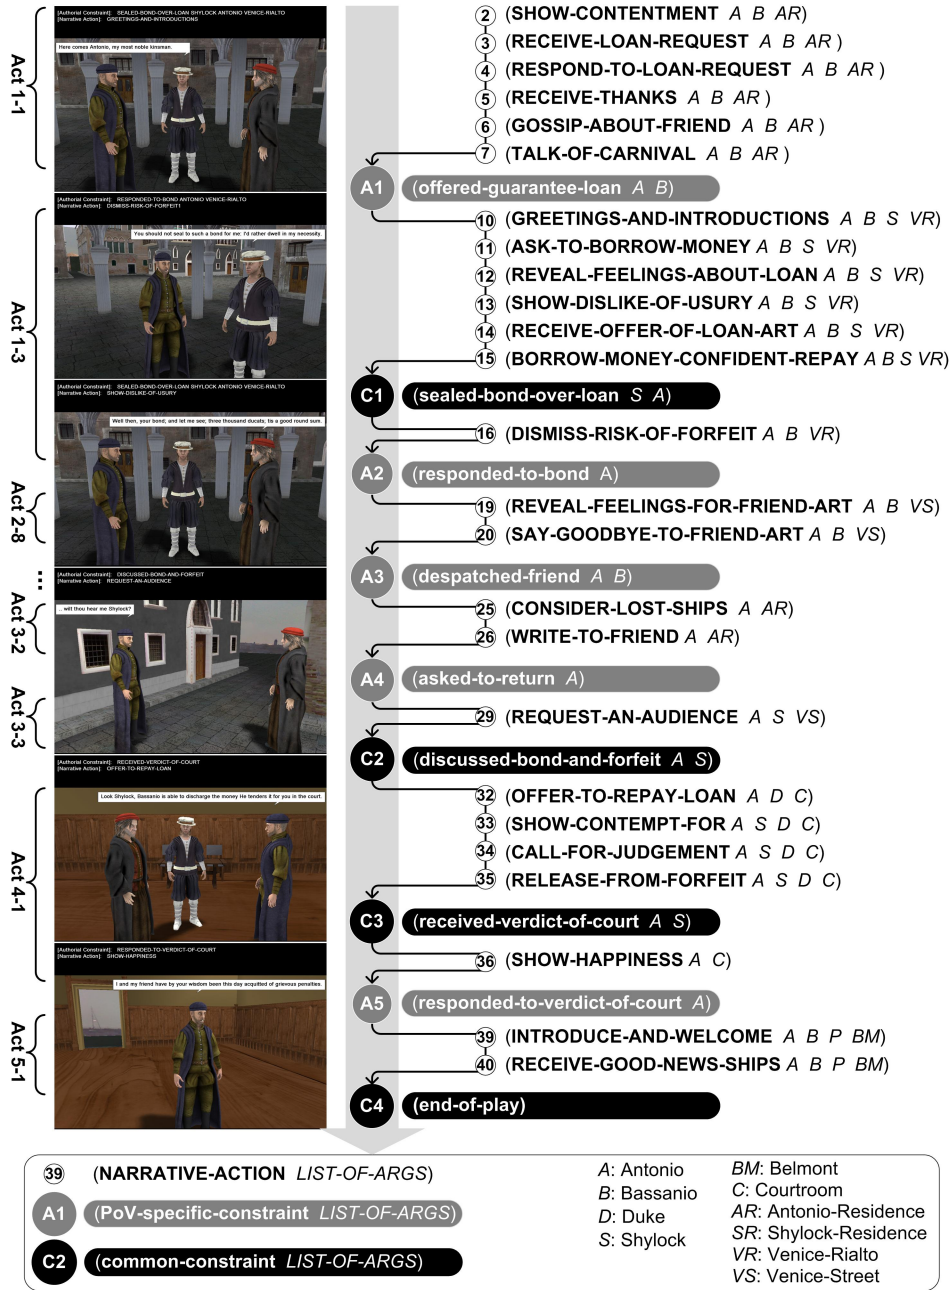 Act 1-1
[Authorial Constraint]: SEALED-BOND-OVER-LOAN SHYLOCK ANTONIO VENICE-RIALTO
[Narrative Action]: GREETINGS-AND-INTRODUCTIONS
Here comes Antonio, my most noble kinsman.
Act 1-3
[Authorial Constraint]: RESPONDED-TO-BOND ANTONIO VENICE-RIALTO
[Narrative Action]: DISMISS-RISK-OF-FORFEIT1
You should not seal to such a bond for me; I'd rather dwell in my necessity.
[Authorial Constraint]: SEALED-BOND-OVER-LOAN SHYLOCK ANTONIO VENICE-RIALTO
[Narrative Action]: SHOW-DISLIKE-OF-USURY
Well then, your bond; and let me see; three thousand ducats, tis a good round sum.
Act 2-8
...
[Authorial Constraint]: DISCUSSED-BOND-AND-FORFEIT
[Narrative Action]: REQUEST-AN-AUDIENCE
Act 3-2
.. wilt thou hear me Shylock?
Act 3-3
[Authorial Constraint]: RECEIVED-VERDICT-OF-COURT
[Narrative Action]: OFFER-TO-REPAY-LOAN
Look Shylock, Bassanio is able to discharge the money He tenders it for you in the court.
Act 4-1
[Authorial Constraint]: RESPONDED-TO-VERDICT-OF-COURT
[Narrative Action]: SHOW-HAPPINESS
I and my friend have by your wisdom been this day acquitted of grievous penalties.
Act 5-1
2 (SHOW-CONTENTMENT A B AR)
3 (RECEIVE-LOAN-REQUEST A B AR )
4 (RESPOND-TO-LOAN-REQUEST A B AR )
5 (RECEIVE-THANKS A B AR)
6 (GOSSIP-ABOUT-FRIEND A B AR )
7 (TALK-OF-CARNIVAL A B AR )
A1 (offered-guarantee-loan A B)
10 (GREETINGS-AND-INTRODUCTIONS A B S VR)
11 (ASK-TO-BORROW-MONEY A B S VR)
12 (REVEAL-FEELINGS-ABOUT-LOAN A B S VR)
13 (SHOW-DISLIKE-OF-USURY A B S VR)
14 (RECEIVE-OFFER-OF-LOAN-ART A B S VR)
15 (BORROW-MONEY-CONFIDENT-REPAY A B S VR)
C1 (sealed-bond-over-loan S A)
16 (DISMISS-RISK-OF-FORFEIT A B VR)
A2 (responded-to-bond A)
19 (REVEAL-FEELINGS-FOR-FRIEND-ART A B VS)
20 (SAY-GOODBYE-TO-FRIEND-ART A B VS)
A3 (despatched-friend A B)
25 (CONSIDER-LOST-SHIPS A AR)
26 (WRITE-TO-FRIEND A AR)
A4 (asked-to-return A)
29 (REQUEST-AN-AUDIENCE A S VS)
C2 (discussed-bond-and-forfeit A S)
32 (OFFER-TO-REPAY-LOAN A D C)
33 (SHOW-CONTEMPT-FOR A S D C)
34 (CALL-FOR-JUDGEMENT A S D C)
35 (RELEASE-FROM-FORFEIT A S D C)
C3 (received-verdict-of-court A S)
36 (SHOW-HAPPINESS A C)
A5 (responded-to-verdict-of-court A)
39 (INTRODUCE-AND-WELCOME A B P BM)
40 (RECEIVE-GOOD-NEWS-SHIPS A B P BM)
C4 (end-of-play)
39 (NARRATIVE-ACTION LIST-OF-ARGS)
A1 (PoV-specific-constraint LIST-OF-ARGS)
C2 (common-constraint LIST-OF-ARGS)
A: Antonio
B: Bassanio
D: Duke
S: Shylock
BM: Belmont
C: Courtroom
AR: Antonio-Residence
SR: Shylock-Residence
VR: Venice-Rialto
VS: Venice-Street